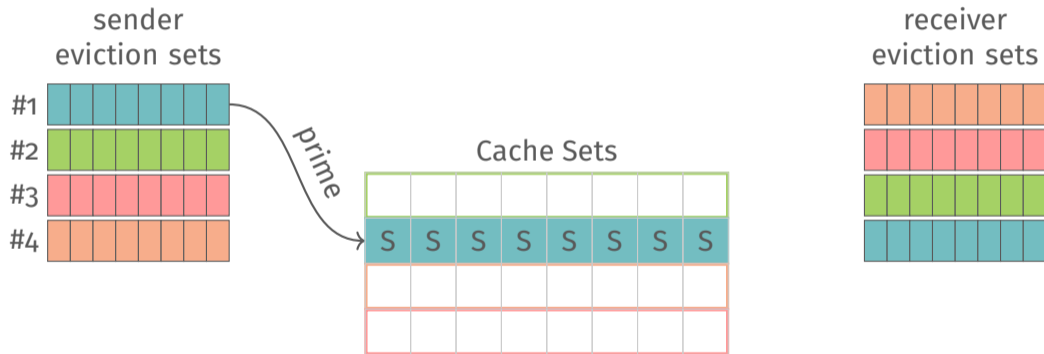 sender
eviction sets
receiver
eviction sets
#1
#2
#3
#4
prime
Cache Sets
S S S S S S S S